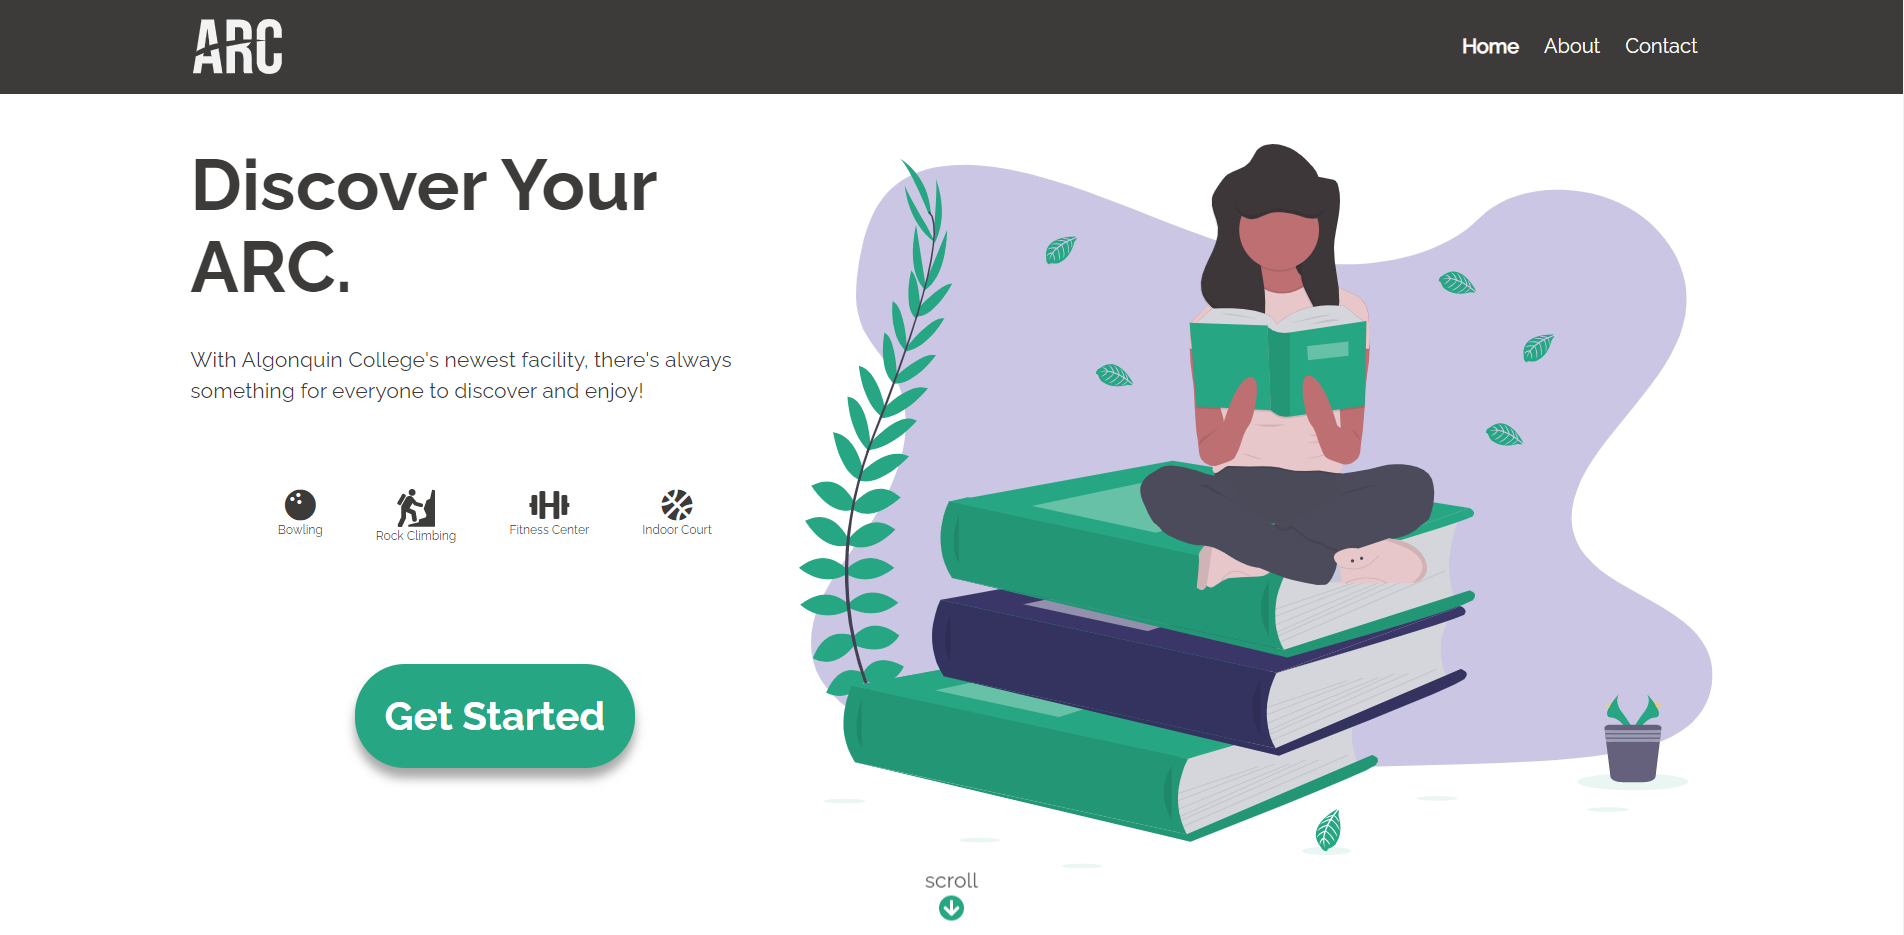 ARC
Home About Contact
Discover Your
ARC.
With Algonquin College's newest facility, there's always
something for everyone to discover and enjoy!
Bowling
Rock Climbing
Fitness Center
Indoor Court
Get Started
scroll